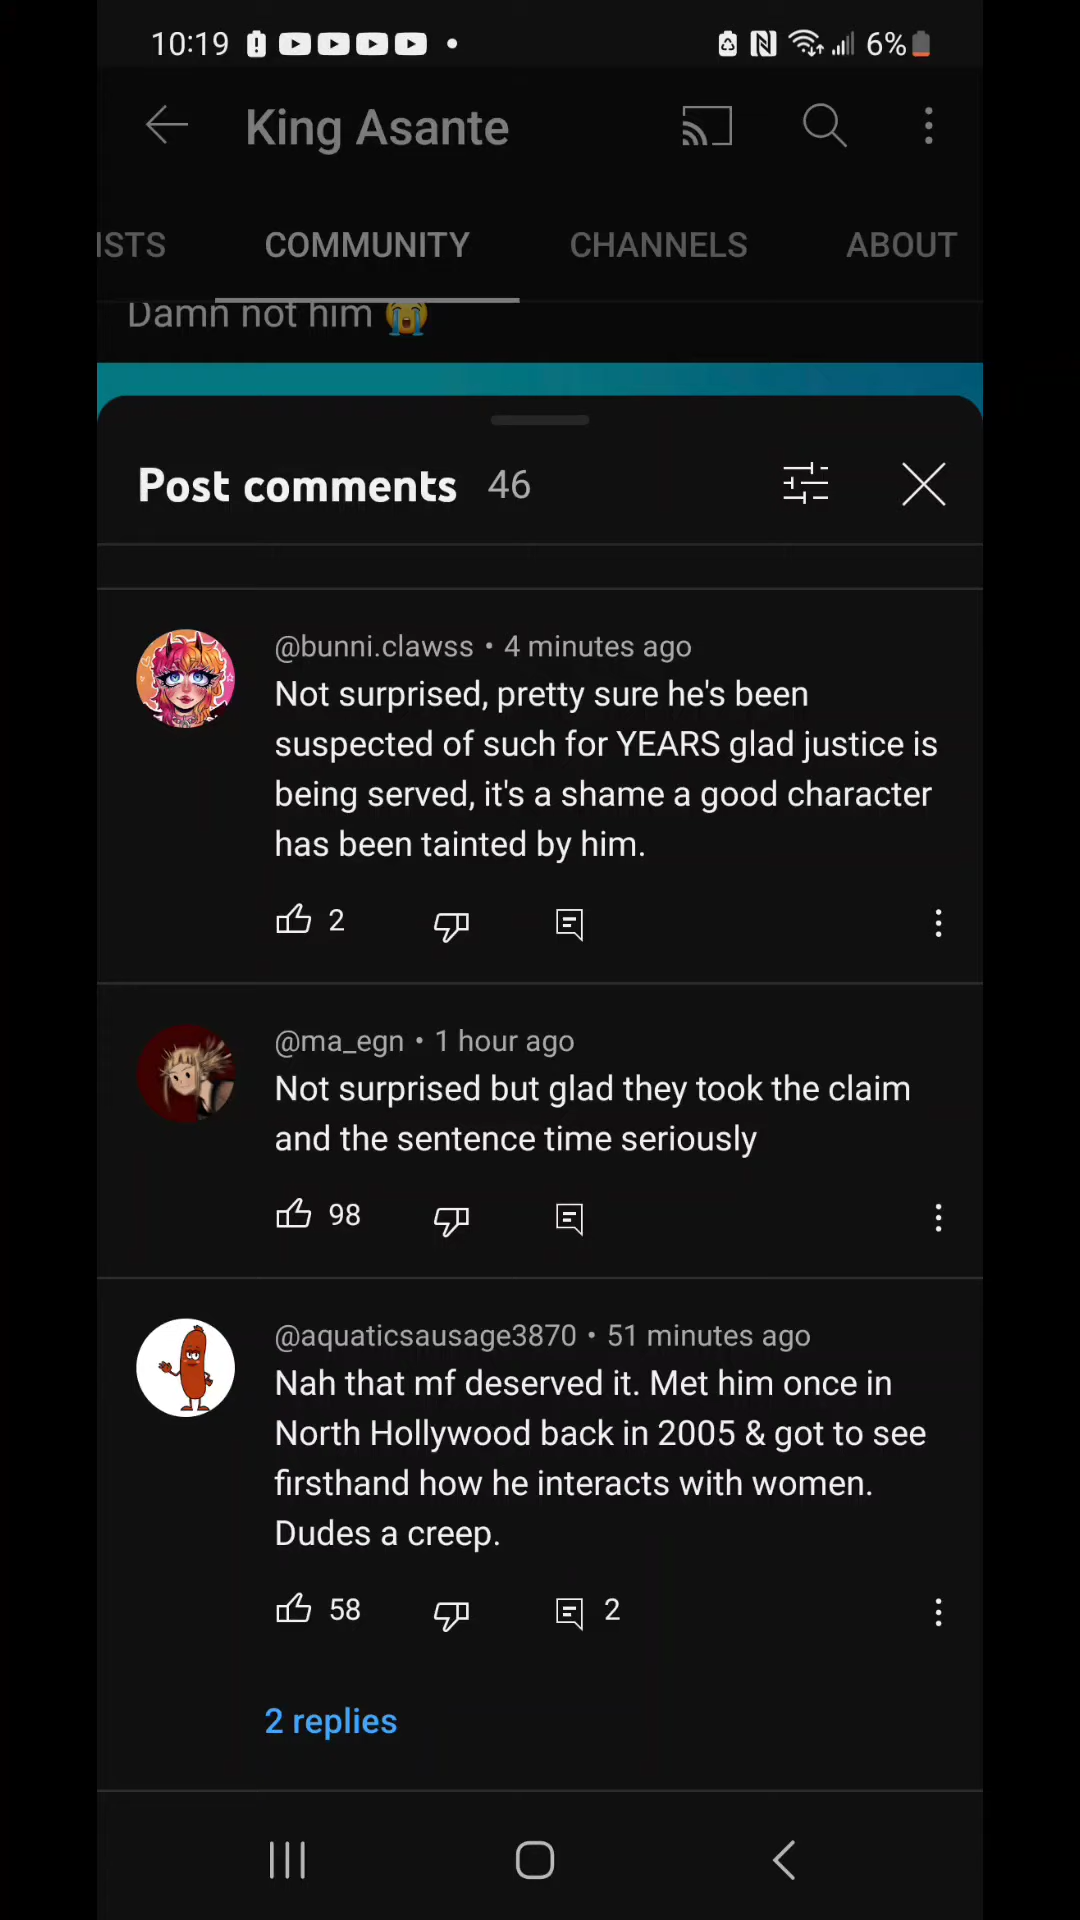 10:19
6%
King Asante
ISTS COMMUNITY CHANNELS ABOUT
Damn not him 😭
Post comments 46
@bunni.clawss • 4 minutes ago
Not surprised, pretty sure he's been
suspected of such for YEARS glad justice is
being served, it's a shame a good character
has been tainted by him.
2
@ma_egn • 1 hour ago
Not surprised but glad they took the claim
and the sentence time seriously
98
@aquaticsausage3870 • 51 minutes ago
Nah that mf deserved it. Met him once in
North Hollywood back in 2005 & got to see
firsthand how he interacts with women.
Dudes a creep.
58 2
2 replies